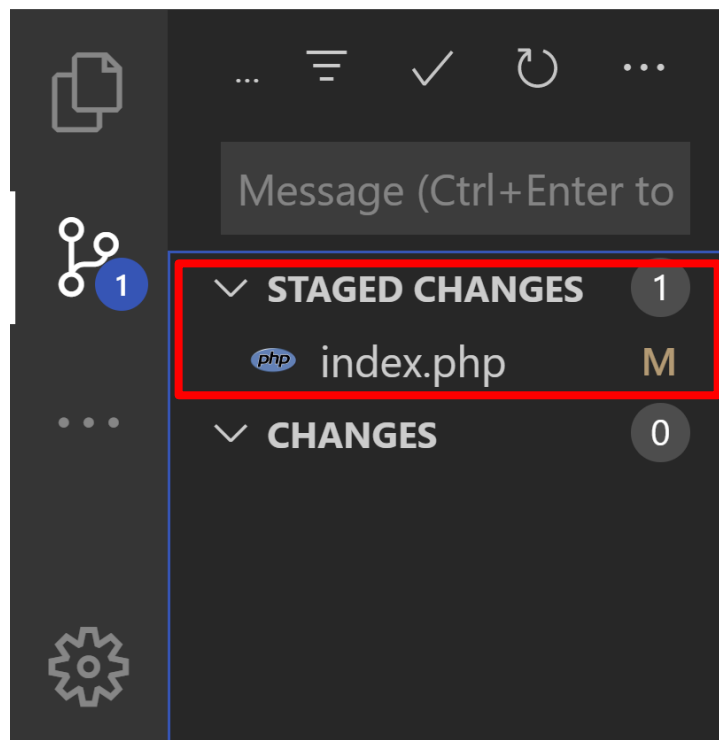 ...
Message (Ctrl+Enter to
1
STAGED CHANGES 1
php index.php M
CHANGES 0